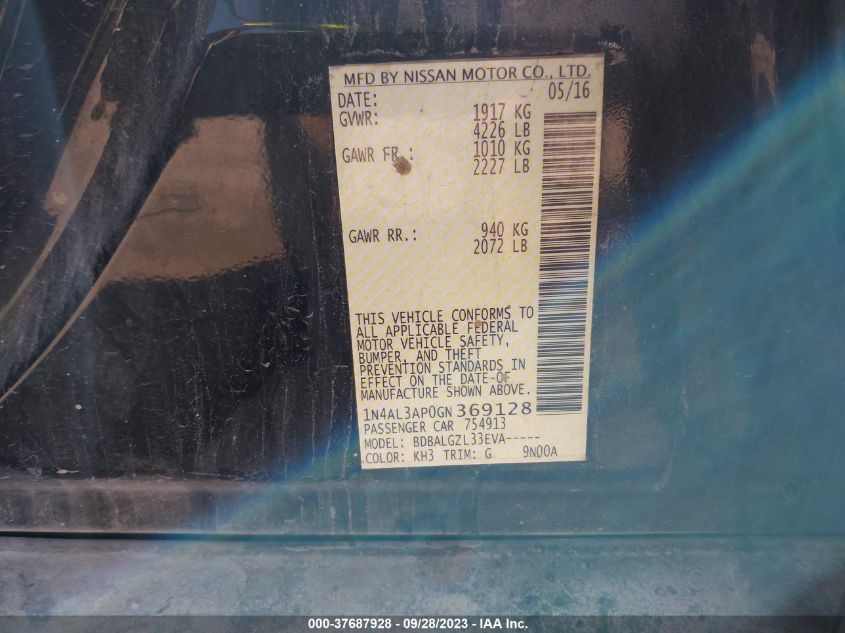 MFD BY NISSAN MOTOR CO., LTD.
DATE: 05/16
GVWR: 1917 KG
4226 LB
GAWR FR.: 1010 KG
2227 LB
GAWR RR.: 940 KG
2072 LB
THIS VEHICLE CONFORMS TO
ALL APPLICABLE FEDERAL
MOTOR VEHICLE SAFETY,
BUMPER, AND THEFT
PREVENTION STANDARDS IN
EFFECT ON THE DATE OF
MANUFACTURE SHOWN ABOVE.
1N4AL3AP0GN369128
PASSENGER CAR 754913
MODEL: BDBALGZL33EVA-----
COLOR: KH3 TRIM: G 9N00A
000-37687928 - 09/28/2023 - IAA Inc.